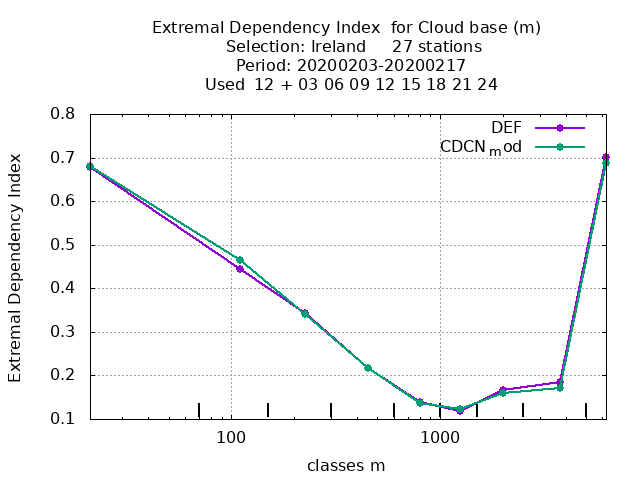 Extremal Dependency Index  for Cloud base (m)
Selection: Ireland     27 stations
Period: 20200203-20200217
Used  12 + 03 06 09 12 15 18 21 24
DEF
CDCNmod
0.8
0.7
0.6
0.5
0.4
0.3
0.2
0.1
Extremal Dependency Index
100
1000
classes m